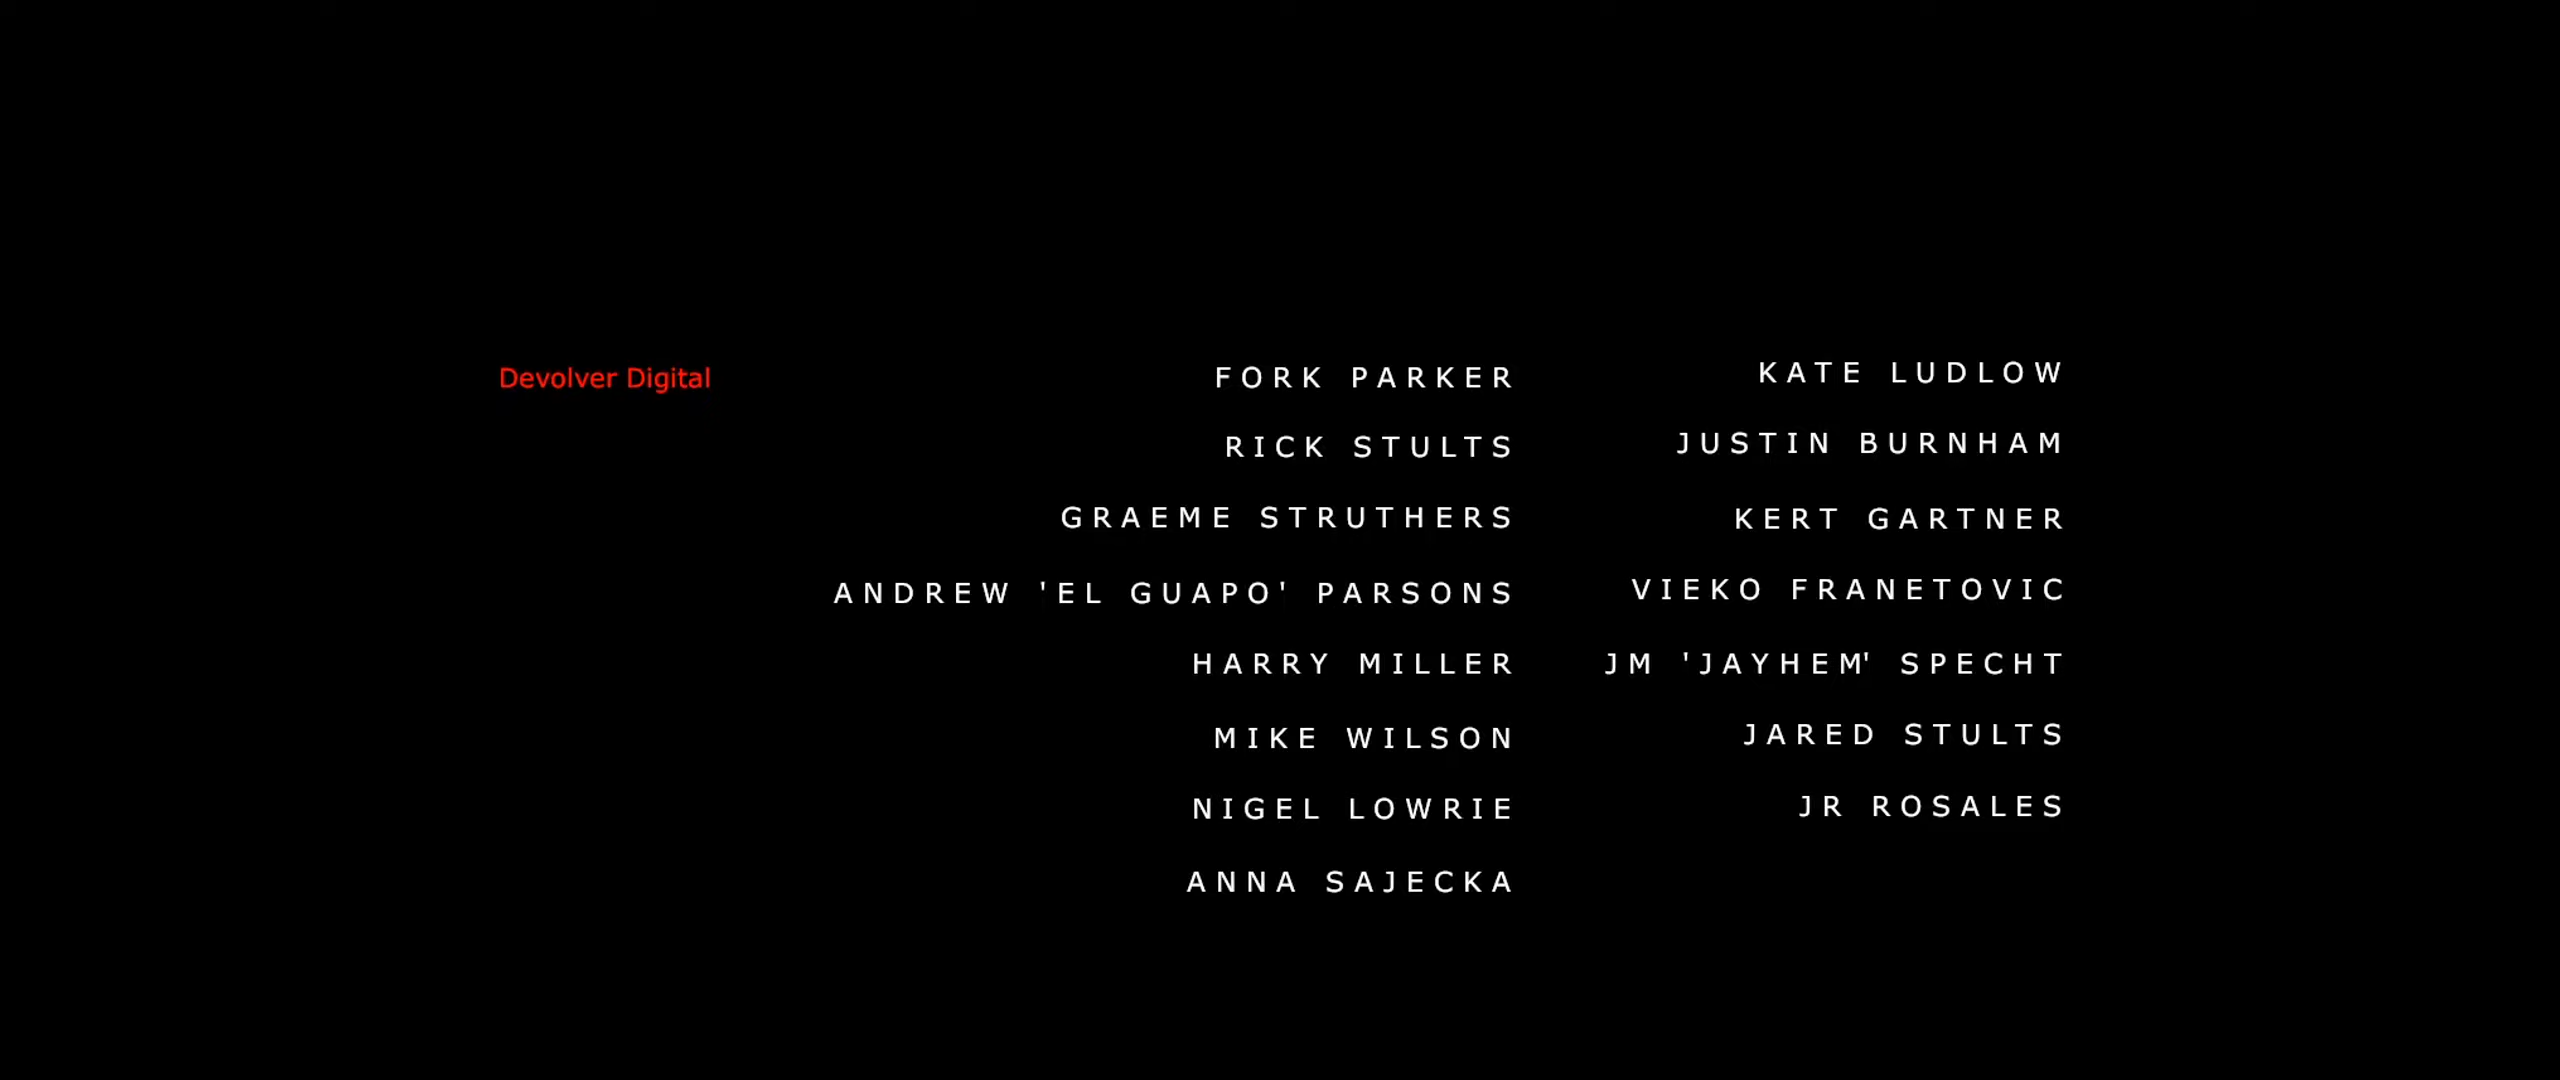 Devolver Digital
FORK PARKER
RICK STULTS
GRAEME STRUTHERS
ANDREW 'EL GUAPO' PARSONS
HARRY MILLER
MIKE WILSON
NIGEL LOWRIE
ANNA SAJECKA
KATE LUDLOW
JUSTIN BURNHAM
KERT GARTNER
VIEKO FRANETOVIC
JM 'JAYHEM' SPECHT
JARED STULTS
JR ROSALES